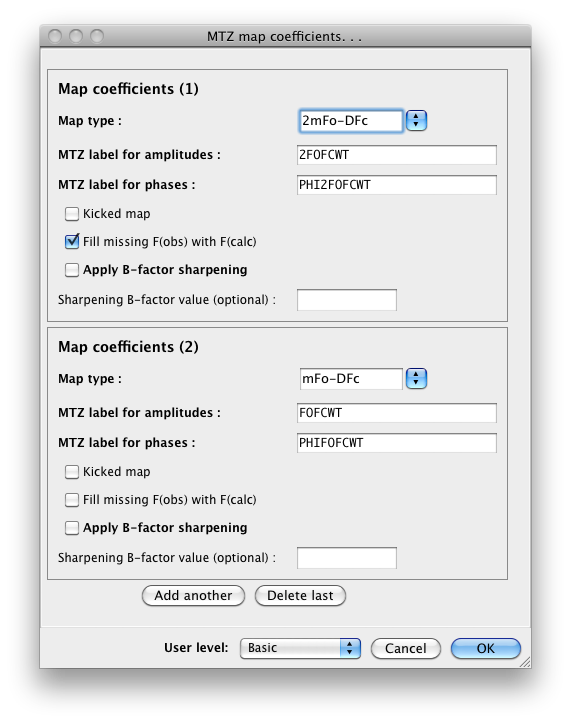 MTZ map coefficients. . .
Map coefficients (1)
Map type : 2mFo-DFc
MTZ label for amplitudes : 2FOFCWT
MTZ label for phases : PHI2FOFCWT
Kicked map
Fill missing F(obs) with F(calc)
Apply B-factor sharpening
Sharpening B-factor value (optional) :
Map coefficients (2)
Map type : mFo-DFc
MTZ label for amplitudes : FOFCWT
MTZ label for phases : PHIFOFCWT
Kicked map
Fill missing F(obs) with F(calc)
Apply B-factor sharpening
Sharpening B-factor value (optional) :
Add another Delete last
User level: Basic Cancel OK